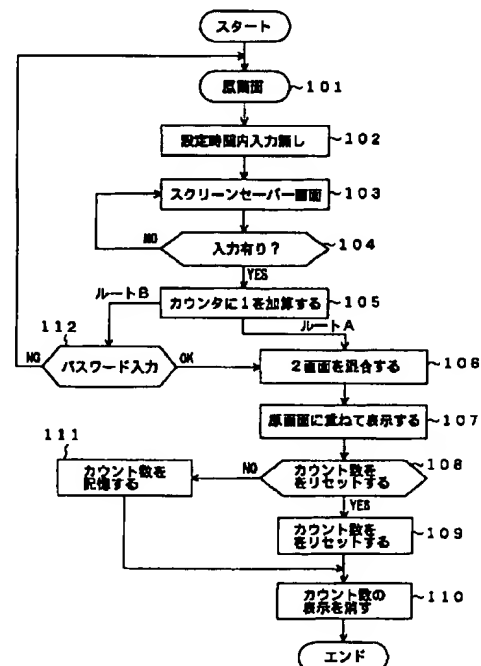 スタート
原画面
101
設定時間内入力無し
102
スクリーンセーバー画面
103
NO
入力有り?
104
YES
ルートB
カウンタに1を加算する
105
112
ルートA
NG
パスワード入力
OK
2画面を混合する
106
原画面に重ねて表示する
107
111
カウント数を
記憶する
NO
カウント数を
をリセットする
108
YES
カウント数を
をリセットする
109
カウント数の
表示を消す
110
エンド